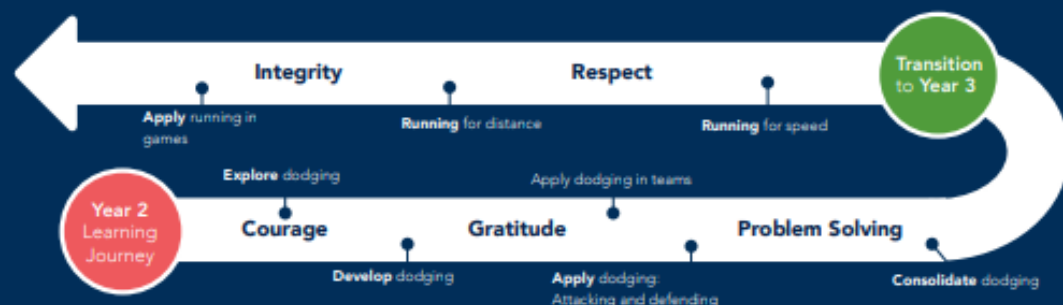 Integrity
Respect
Transition
to Year 3
Apply running in
games
Running for distance
Running for speed
Explore dodging
Apply dodging in teams
Year 2
Learning
Journey
Courage
Gratitude
Problem Solving
Develop dodging
Apply dodging:
Attacking and defending
Consolidate dodging